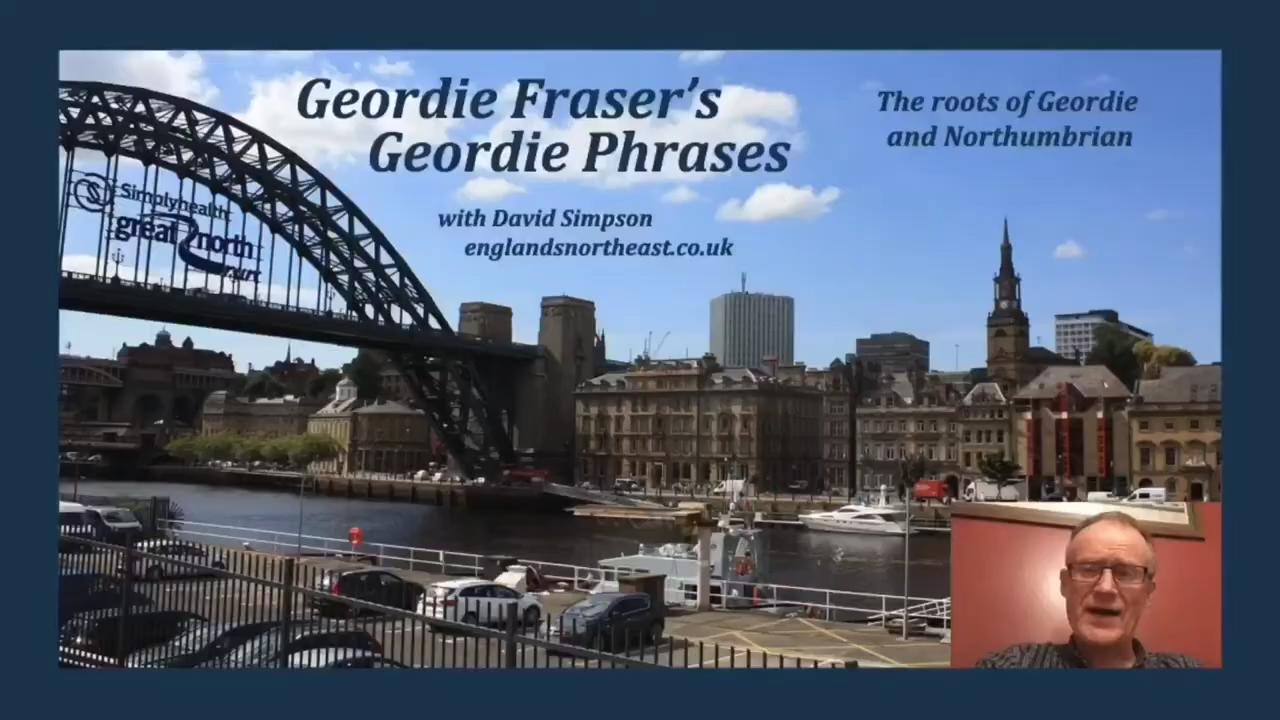 Geordie Fraser's
Geordie Phrases
The roots of Geordie
and Northumbrian
with David Simpson
englandsnortheast.co.uk
Simplyhealth
great north
run